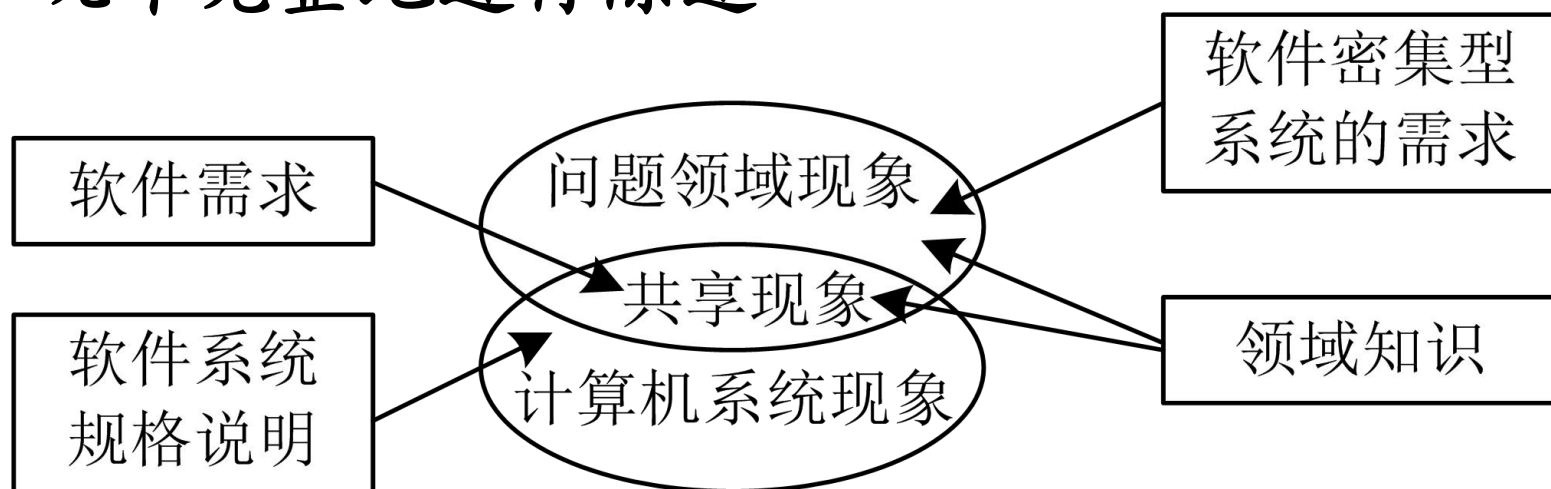 软件密集型
系统的需求
问题领域现象
软件需求
共享现象
领域知识
软件系统
规格说明
计算机系统现象